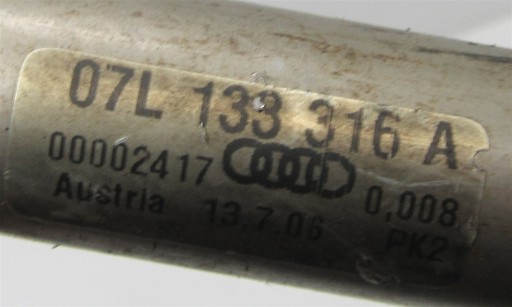 07L 133 316 A
00002417 0,008
Austria 13.7.06 PK2